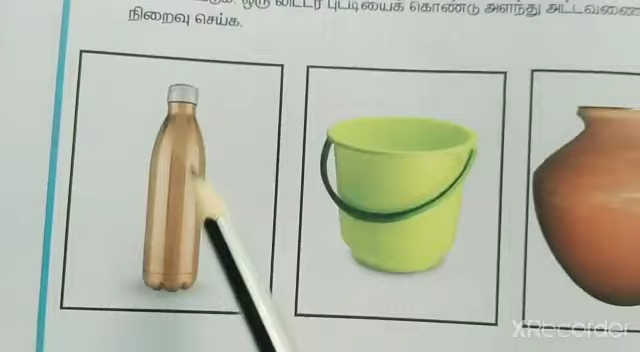 ஒரு லிட்டர் புட்டியைக் கொண்டு அளந்து அட்டவணை
நிறைவு செய்க.
XRecorder